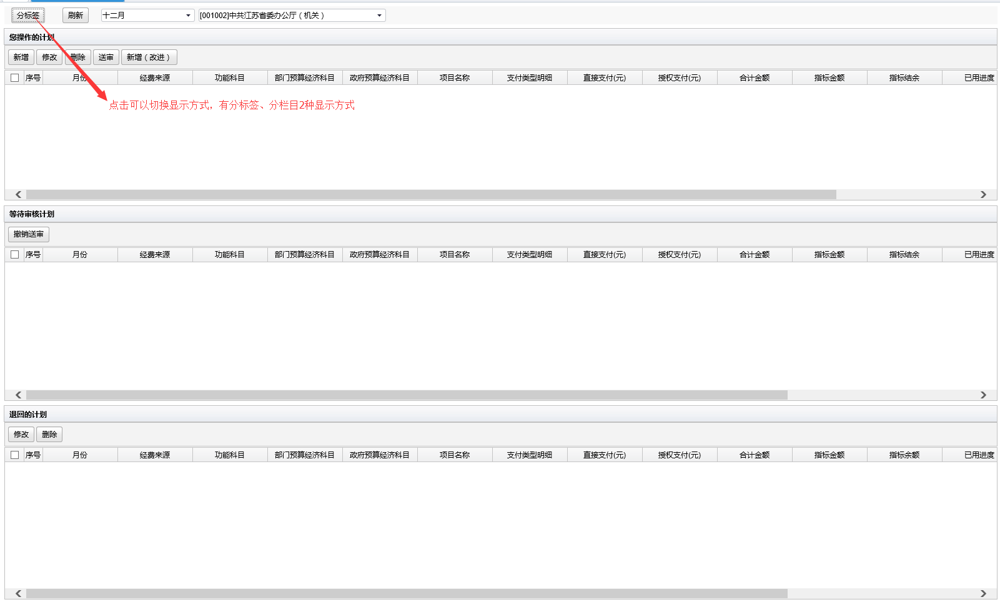 分标签 刷新 十二月 [001002]中共江苏省委办公厅（机关）
您操作的计划
新增 修改 删除 送审 新增（改进）
序号 月份 经费来源 功能科目 部门预算经济科目 政府预算经济科目 项目名称 支付类型明细 直接支付(元) 授权支付(元) 合计金额 指标金额 指标结余 已用进度
点击可以切换显示方式，有分标签、分栏目2种显示方式
等待审核计划
撤销送审
序号 月份 经费来源 功能科目 部门预算经济科目 政府预算经济科目 项目名称 支付类型明细 直接支付(元) 授权支付(元) 合计金额 指标金额 指标结余 已用进度
退回的计划
修改 删除
序号 月份 经费来源 功能科目 部门预算经济科目 政府预算经济科目 项目名称 支付类型明细 直接支付(元) 授权支付(元) 合计金额 指标金额 指标余额 已用进度